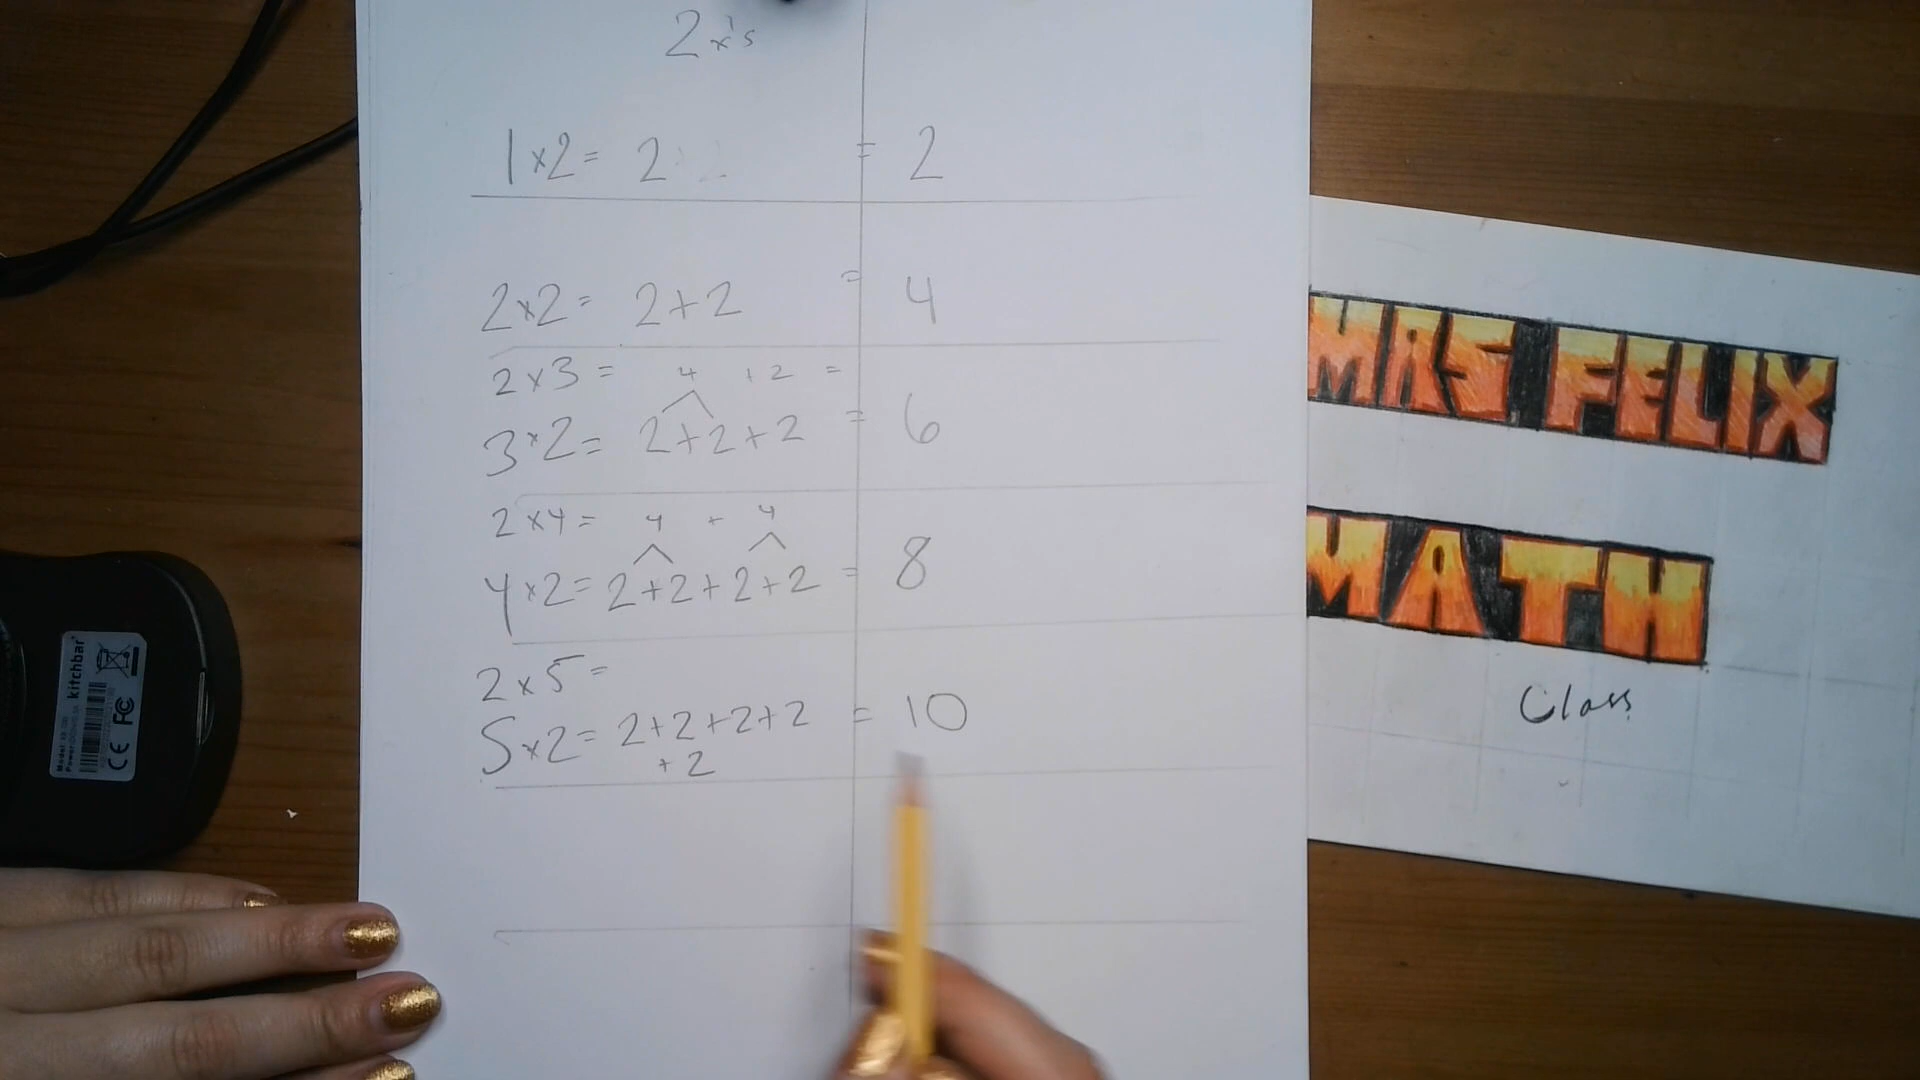 2x's
1x2= 2 = 2
2x2= 2+2 = 4
2x3= 4 +2 =
3x2= 2+2+2 = 6
2x4= 4 + 4
4x2= 2+2+2+2 = 8
2x5=
5x2= 2+2+2+2 = 10
+2
MRS FELIX
MATH
Class
kitchbar
FC CE